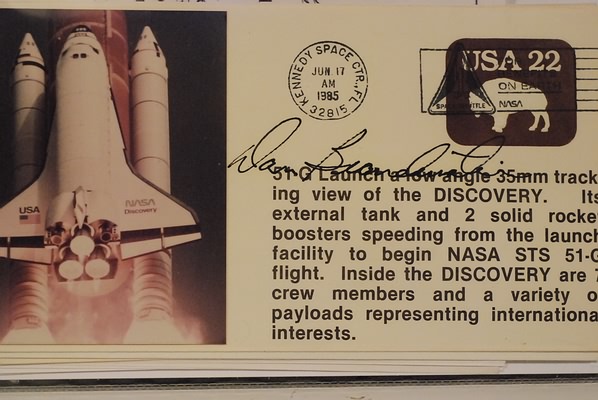 KENNEDY SPACE CTR., FL
JUN 17
AM
1985
32815
USA 22
ON EARTH
SPACE SHUTTLE
NASA
51-G Launch a low angle 35mm track-
ing view of the DISCOVERY. Its
external tank and 2 solid rocket
boosters speeding from the launch
facility to begin NASA STS 51-G
flight. Inside the DISCOVERY are 7
crew members and a variety o
payloads representing internationa
interests.
USA
NASA
Discovery